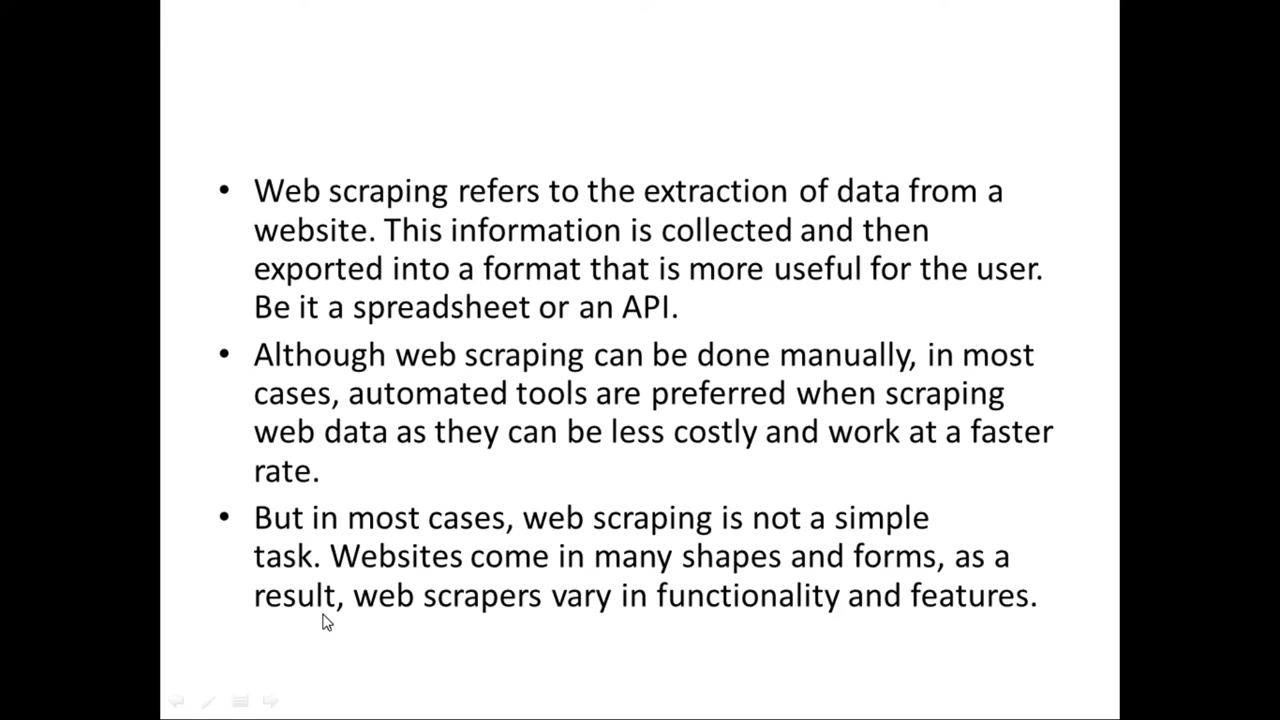 • Web scraping refers to the extraction of data from a
website. This information is collected and then
exported into a format that is more useful for the user.
Be it a spreadsheet or an API.
• Although web scraping can be done manually, in most
cases, automated tools are preferred when scraping
web data as they can be less costly and work at a faster
rate.
• But in most cases, web scraping is not a simple
task. Websites come in many shapes and forms, as a
result, web scrapers vary in functionality and features.